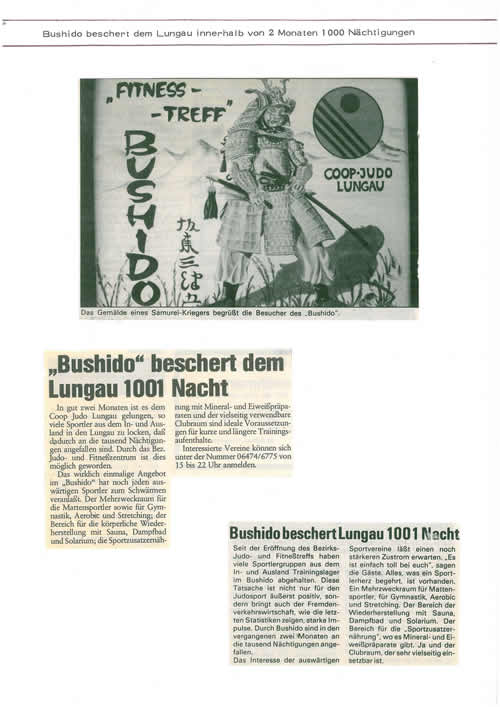 Bushido beschert dem Lungau innerhalb von 2 Monaten 1000 Nächtigungen
„FITNESS -
- TREFF"
BUSHIDO
COOP-JUDO
LUNGAU
Das Gemälde eines Samurei-Kriegers begrüßt die Besucher des „Bushido".
„Bushido“ beschert dem
Lungau 1001 Nacht
In gut zwei Monaten ist es dem
Coop Judo Lungau gelungen, so
viele Sportler aus dem In- und Aus-
land in den Lungau zu locken, daß
dadurch an die tausend Nächtigun-
gen angefallen sind. Durch das Bez.
Judo- und Fitneßzentrum ist dies
möglich geworden.
Das wirklich einmalige Angebot
im „Bushido“ hat noch jeden aus-
wärtigen Sportler zum Schwärmen
veranlaßt. Der Mehrzweckraum für
die Mattensportler sowie für Gym-
nastik, Aerobic und Stretching; der
Bereich für die körperliche Wieder-
herstellung mit Sauna, Dampfbad
und Solarium; die Sportzusatzernäh-
rung mit Mineral- und Eiweißpräpa-
raten und der vielseitig verwendbare
Clubraum sind ideale Voraussetzun-
gen für kurze und längere Trainings-
aufenthalte.
Interessierte Vereine können sich
unter der Nummer 06474/6775 von
15 bis 22 Uhr anmelden.
Bushido beschert Lungau 1001 Nacht
Seit der Eröffnung des Bezirks-
Judo- und Fitneßtreffs haben
viele Sportlergruppen aus dem
In- und Ausland Trainingslager
im Bushido abgehalten. Diese
Tatsache ist nicht nur für den
Judosport äußerst positiv, son-
dern bringt auch der Fremden-
verkehrswirtschaft, wie die letz-
ten Statistiken zeigen, starke Im-
pulse. Durch Bushido sind in den
vergangenen zwei Monaten an
die tausend Nächtigungen ange-
fallen.
Das Interesse der auswärtigen
Sportvereine läßt einen noch
stärkeren Zustrom erwarten. „Es
ist einfach toll bei euch", sagen
die Gäste. Alles, was ein Sport-
lerherz begehrt, ist vorhanden.
Ein Mehrzweckraum für Matten-
sportler, für Gymnastik, Aerobic
und Stretching. Der Bereich der
Wiederherstellung mit Sauna,
Dampfbad und Solarium. Der
Bereich für die „Sportzusatzer-
nährung", wo es Mineral- und Ei-
weißpräparate gibt. Ja und der
Clubraum, der sehr vielseitig ein-
setzbar ist.